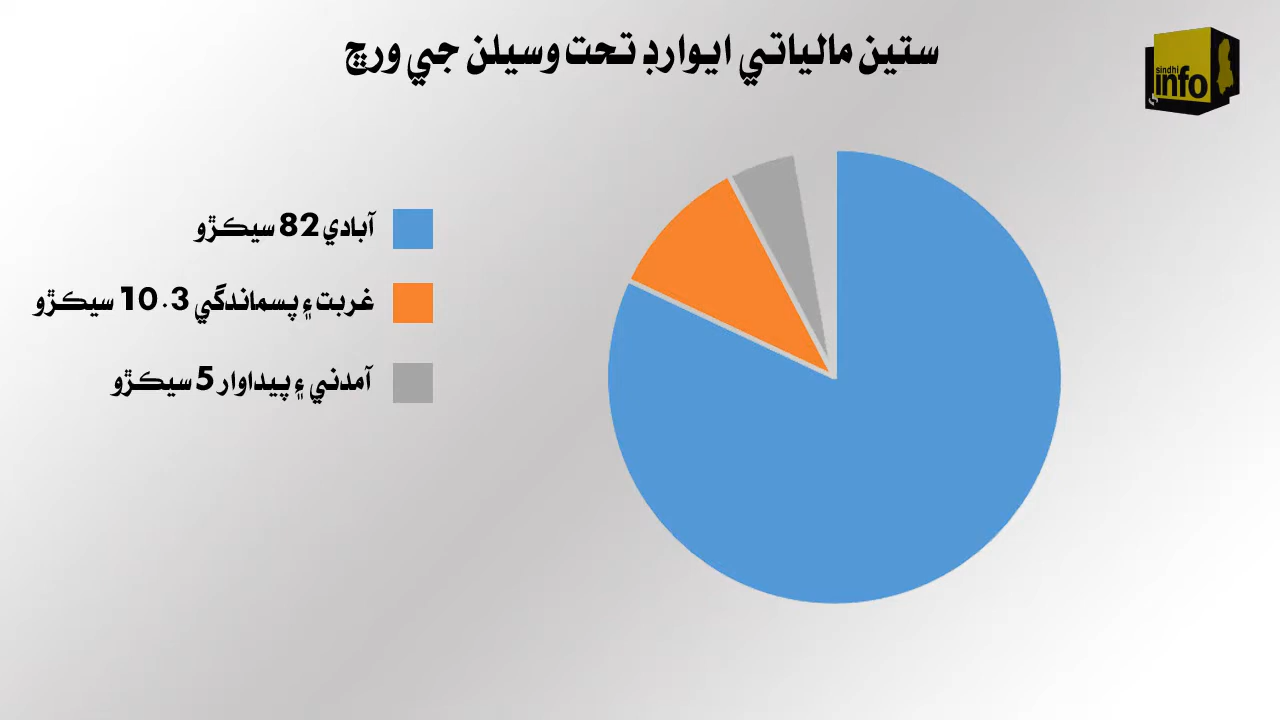 ستين مالياتي ايوارڊ تحت وسيلن جي ورڇ
sindhi
info
آبادي 82 سيڪڙو
غربت ۽ پسماندگي 10.3 سيڪڙو
آمدني ۽ پيداوار 5 سيڪڙو